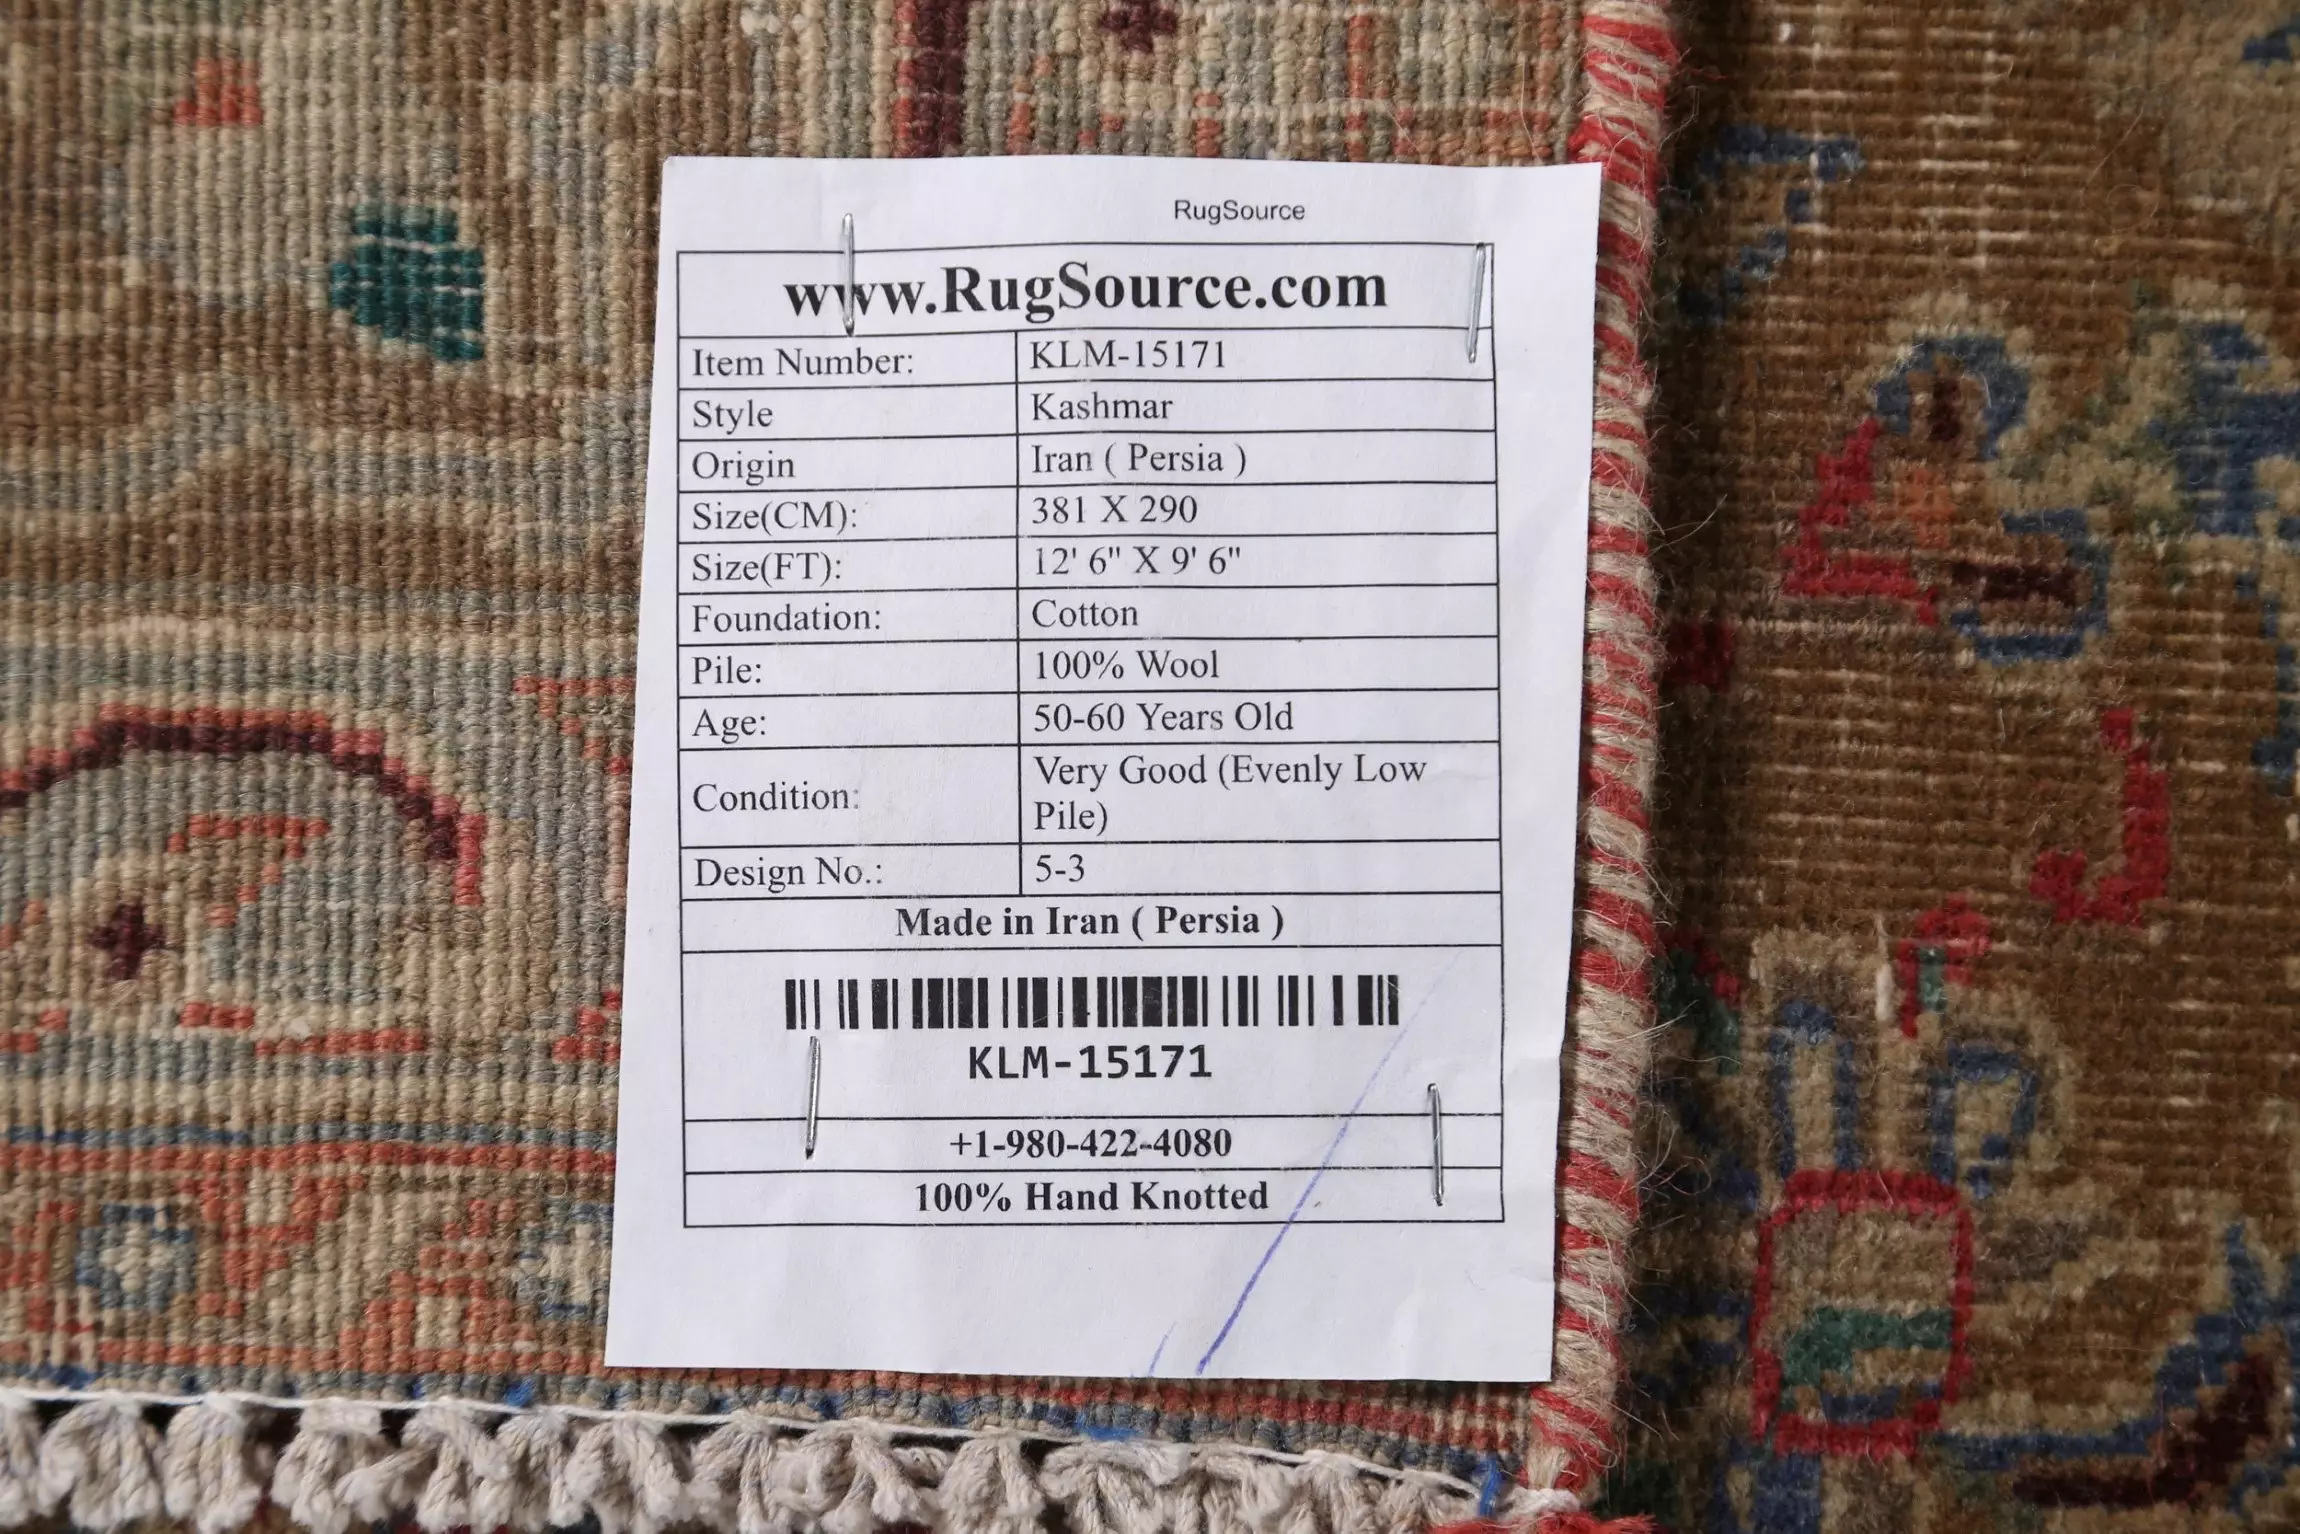 RugSource
www.RugSource.com
Item Number: KLM-15171
Style Kashmar
Origin Iran ( Persia )
Size(CM): 381 X 290
Size(FT): 12' 6" X 9' 6"
Foundation: Cotton
Pile: 100% Wool
Age: 50-60 Years Old
Condition: Very Good (Evenly Low
Pile)
Design No.: 5-3
Made in Iran ( Persia )
KLM-15171
+1-980-422-4080
100% Hand Knotted